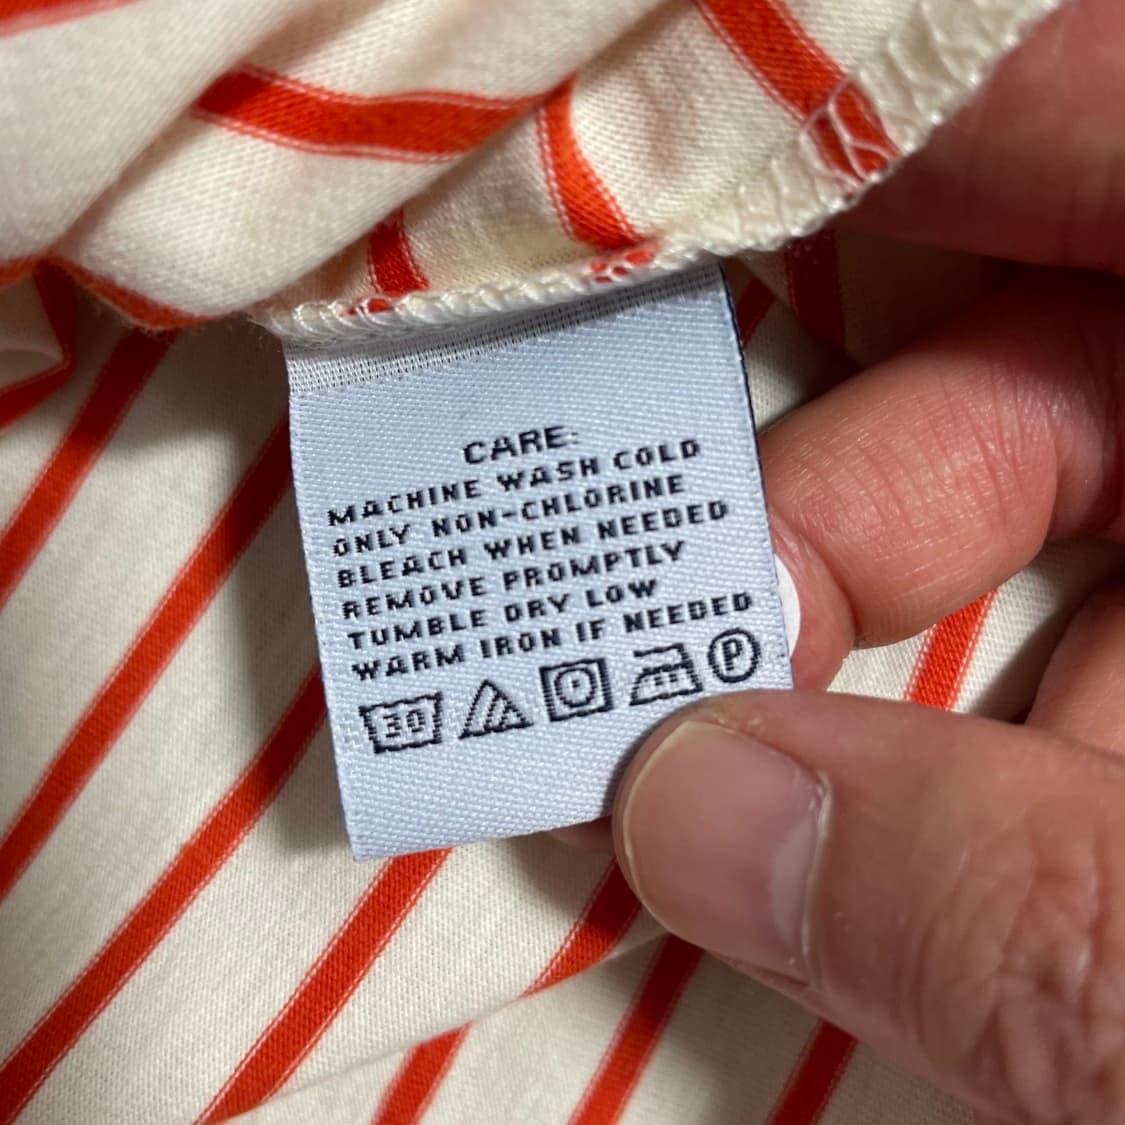 CARE:
MACHINE WASH COLD
ONLY NON-CHLORINE
BLEACH WHEN NEEDED
REMOVE PROMPTLY
TUMBLE DRY LOW
WARM IRON IF NEEDED
30 P